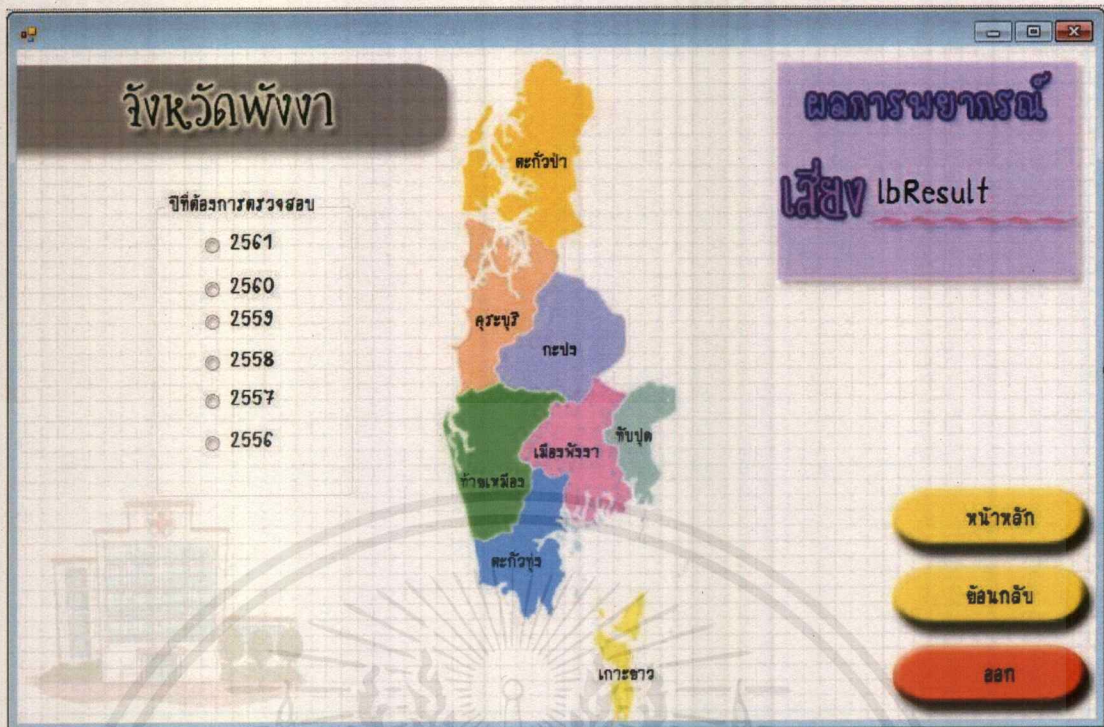 จังหวัดพังงา
ปีที่ต้องการตรวจสอบ
2561
2560
2559
2558
2557
2556
ตะกั่วป่า
คุระบุรี
กะปง
เมืองพังงา
ทับปุด
ท้ายเหมือง
ตะกั่วทุ่ง
เกาะยาว
ผลการพยากรณ์
เสี่ยง lbResult
หน้าหลัก
ย้อนกลับ
ออก